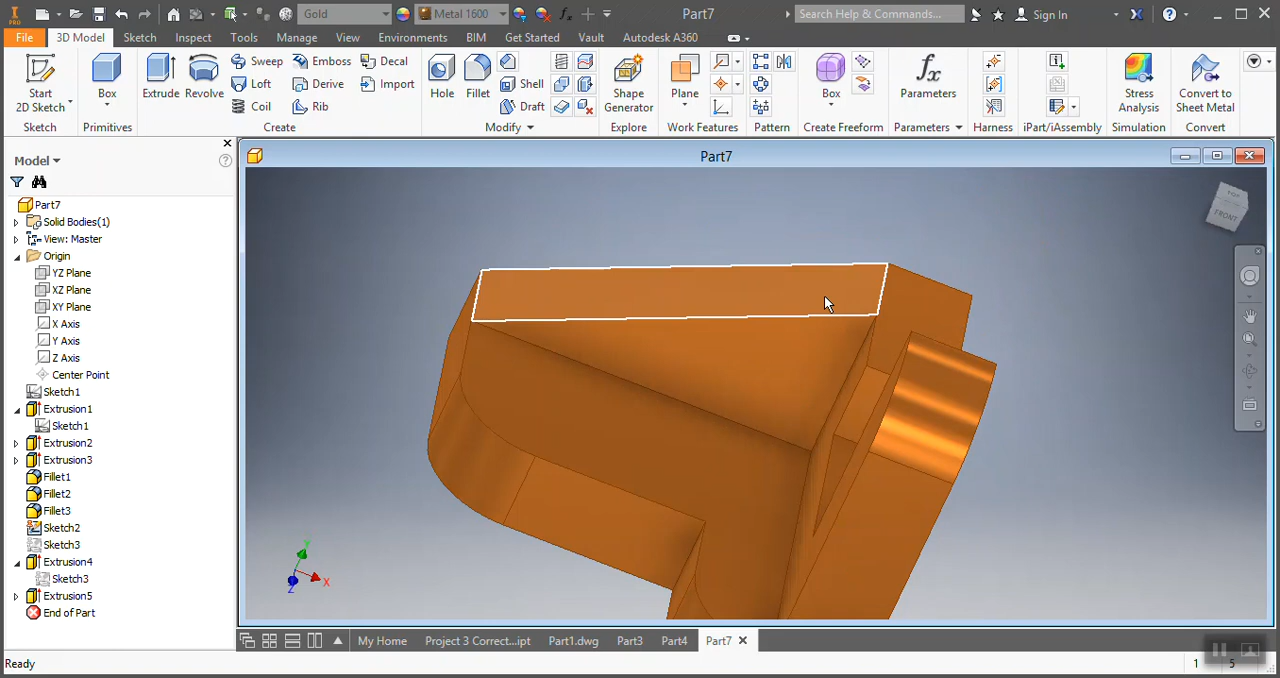 PRO
Gold
Metal 1600
Part7
Search Help & Commands...
Sign In
File
3D Model
Sketch
Inspect
Tools
Manage
View
Environments
BIM
Get Started
Vault
Autodesk A360
Start
2D Sketch
Box
Extrude
Revolve
Sweep
Loft
Coil
Emboss
Derive
Rib
Decal
Import
Hole
Fillet
Shell
Draft
Shape
Generator
Plane
Box
Parameters
Stress
Analysis
Convert to
Sheet Metal
Sketch
Primitives
Create
Modify
Explore
Work Features
Pattern
Create Freeform
Parameters
Harness
iPart/iAssembly
Simulation
Convert
Model
Part7
Part7
Solid Bodies(1)
View: Master
Origin
YZ Plane
XZ Plane
XY Plane
X Axis
Y Axis
Z Axis
Center Point
Sketch1
Extrusion1
Sketch1
Extrusion2
Extrusion3
Fillet1
Fillet2
Fillet3
Sketch2
Sketch3
Extrusion4
Sketch3
Extrusion5
End of Part
FRONT
Y
X
Z
My Home
Project 3 Correct...ipt
Part1.dwg
Part3
Part4
Part7
Ready
1
5